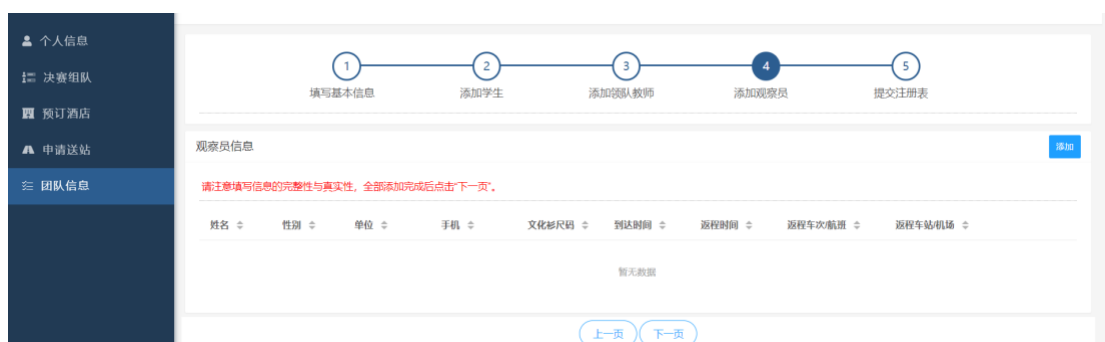 个人信息
决赛组队
预订酒店
申请送站
团队信息
1 2 3 4 5
填写基本信息 添加学生 添加领队教师 添加观察员 提交注册表
观察员信息 添加
请注意填写信息的完整性与真实性，全部添加完成后点击“下一页”。
姓名 性别 单位 手机 文化衫尺码 到达时间 返程时间 返程车次/航班 返程车站/机场
暂无数据
上一页 下一页